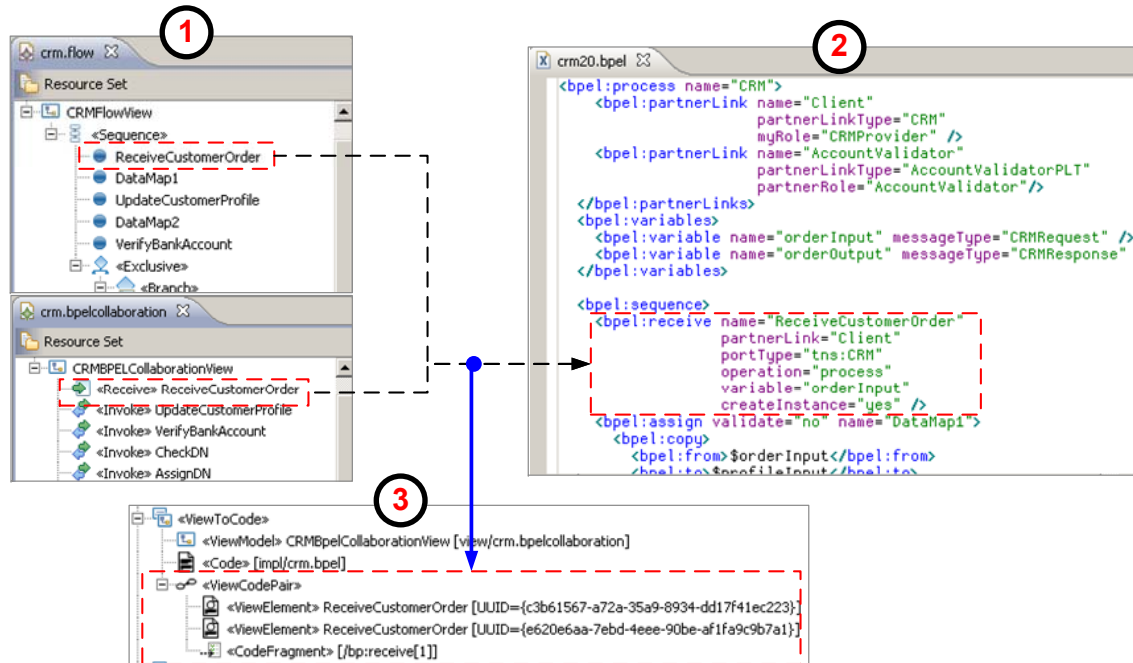 1
crm.flow
Resource Set
CRMFlowView
«Sequence»
ReceiveCustomerOrder
DataMap1
UpdateCustomerProfile
DataMap2
VerifyBankAccount
«Exclusive»
«Branch»
crm.bpelcollaboration
Resource Set
CRMBPELCollaborationView
«Receive» ReceiveCustomerOrder
«Invoke» UpdateCustomerProfile
«Invoke» VerifyBankAccount
«Invoke» CheckDN
«Invoke» AssignDN
2
crm20.bpel
<bpel:process name="CRM">
<bpel:partnerLink name="Client"
partnerLinkType="CRM"
myRole="CRMProvider" />
<bpel:partnerLink name="AccountValidator"
partnerLinkType="AccountValidatorPLT"
partnerRole="AccountValidator"/>
</bpel:partnerLinks>
<bpel:variables>
<bpel:variable name="orderInput" messageType="CRMRequest" />
<bpel:variable name="orderOutput" messageType="CRMResponse"
</bpel:variables>
<bpel:sequence>
<bpel:receive name="ReceiveCustomerOrder"
partnerLink="Client"
portType="tns:CRM"
operation="process"
variable="orderInput"
createInstance="yes" />
<bpel:assign validate="no" name="DataMap1">
<bpel:copy>
<bpel:from>$orderInput</bpel:from>
<bpel:to>$profileInput</bpel:to>
3
«ViewToCode»
«ViewModel» CRMBpelCollaborationView [view/crm.bpelcollaboration]
«Code» [impl/crm.bpel]
«ViewCodePair»
«ViewElement» ReceiveCustomerOrder [UUID={c3b61567-a72a-35a9-8934-dd17f41ec223}]
«ViewElement» ReceiveCustomerOrder [UUID={e620e6aa-7ebd-4eee-90be-af1fa9c9b7a1}]
«CodeFragment» [/bp:receive[1]]